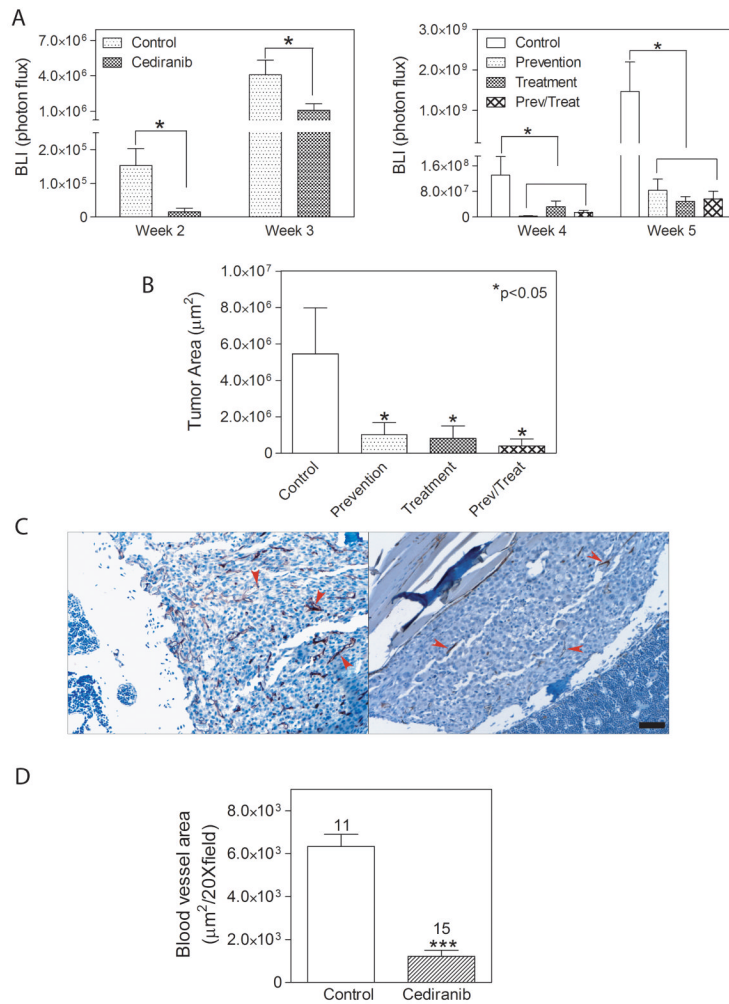 A
BLI (photon flux)
7.0×10⁶
4.0×10⁶
1.0×10⁶
2.0×10⁵
1.0×10⁵
0
Control
Cediranib
*
*
Week 2
Week 3
BLI (photon flux)
3.0×10⁹
2.0×10⁹
1.0×10⁹
1.6×10⁸
8.0×10⁷
0
Control
Prevention
Treatment
Prev/Treat
*
*
Week 4
Week 5
B
Tumor Area (μm²)
1.0×10⁷
8.0×10⁶
6.0×10⁶
4.0×10⁶
2.0×10⁶
0
*p<0.05
*
*
*
Control
Prevention
Treatment
Prev/Treat
C
D
Blood vessel area
(μm²/20Xfield)
8.0×10³
6.0×10³
4.0×10³
2.0×10³
0
11
15
***
Control
Cediranib